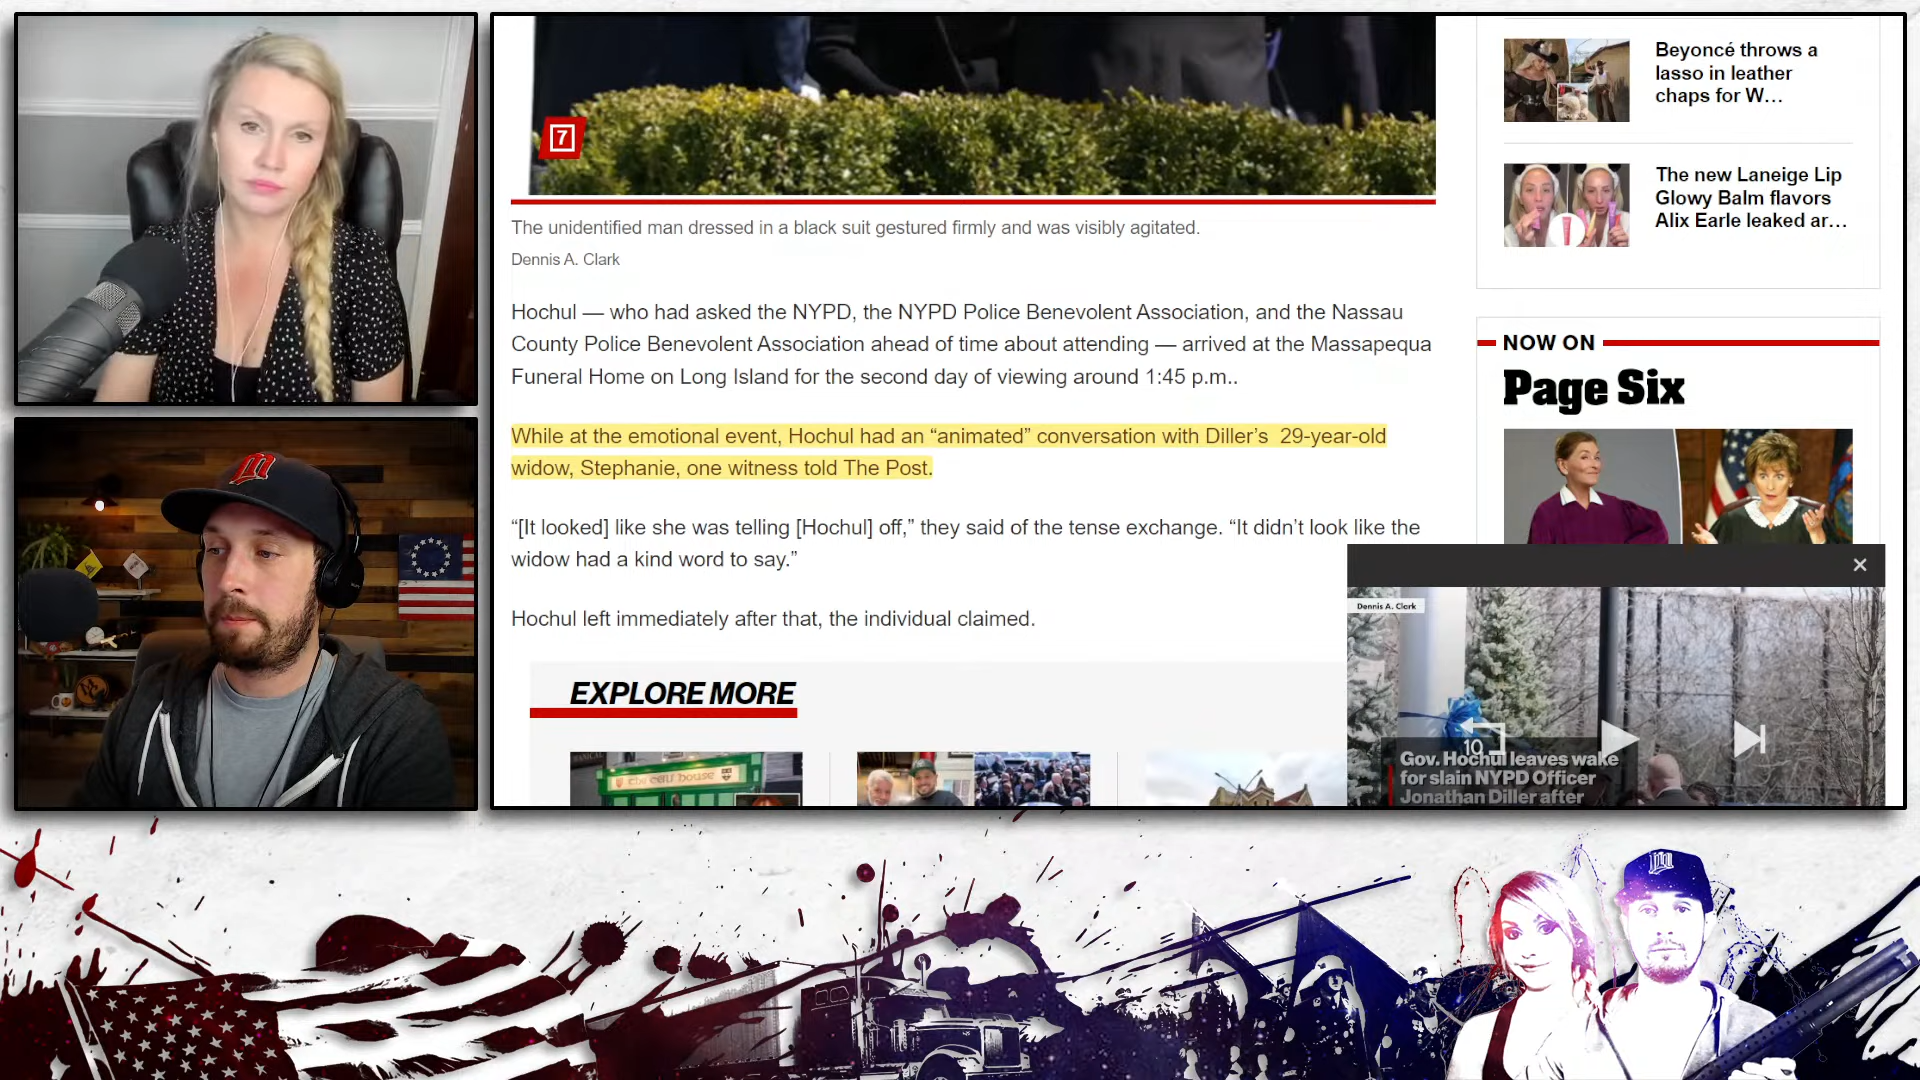 7
The unidentified man dressed in a black suit gestured firmly and was visibly agitated.
Dennis A. Clark
Hochul — who had asked the NYPD, the NYPD Police Benevolent Association, and the Nassau
County Police Benevolent Association ahead of time about attending — arrived at the Massapequa
Funeral Home on Long Island for the second day of viewing around 1:45 p.m..
While at the emotional event, Hochul had an “animated” conversation with Diller’s  29-year-old
widow, Stephanie, one witness told The Post.
“[It looked] like she was telling [Hochul] off,” they said of the tense exchange. “It didn’t look like the
widow had a kind word to say.”
Hochul left immediately after that, the individual claimed.
EXPLORE MORE
the cell house
Beyoncé throws a
lasso in leather
chaps for W…
The new Laneige Lip
Glowy Balm flavors
Alix Earle leaked ar…
NOW ON
Page Six
Dennis A. Clark
10
Gov. Hochul leaves wake
for slain NYPD Officer
Jonathan Diller after